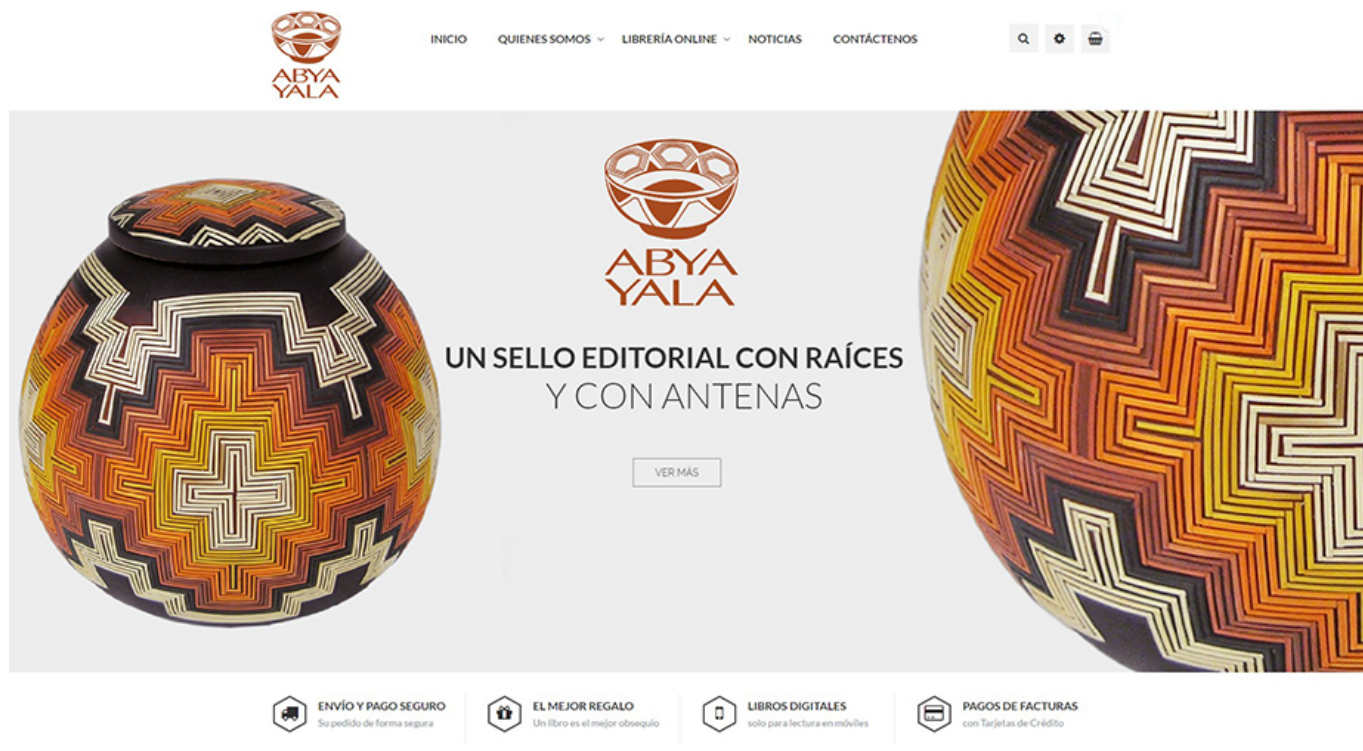 ABYA
YALA
INICIO
QUIENES SOMOS
LIBRERÍA ONLINE
NOTICIAS
CONTÁCTENOS
ABYA
YALA
UN SELLO EDITORIAL CON RAÍCES
Y CON ANTENAS
VER MÁS
ENVÍO Y PAGO SEGURO
Su pedido de forma segura
EL MEJOR REGALO
Un libro es el mejor obsequio
LIBROS DIGITALES
solo para lectura en móviles
PAGOS DE FACTURAS
con Tarjetas de Crédito